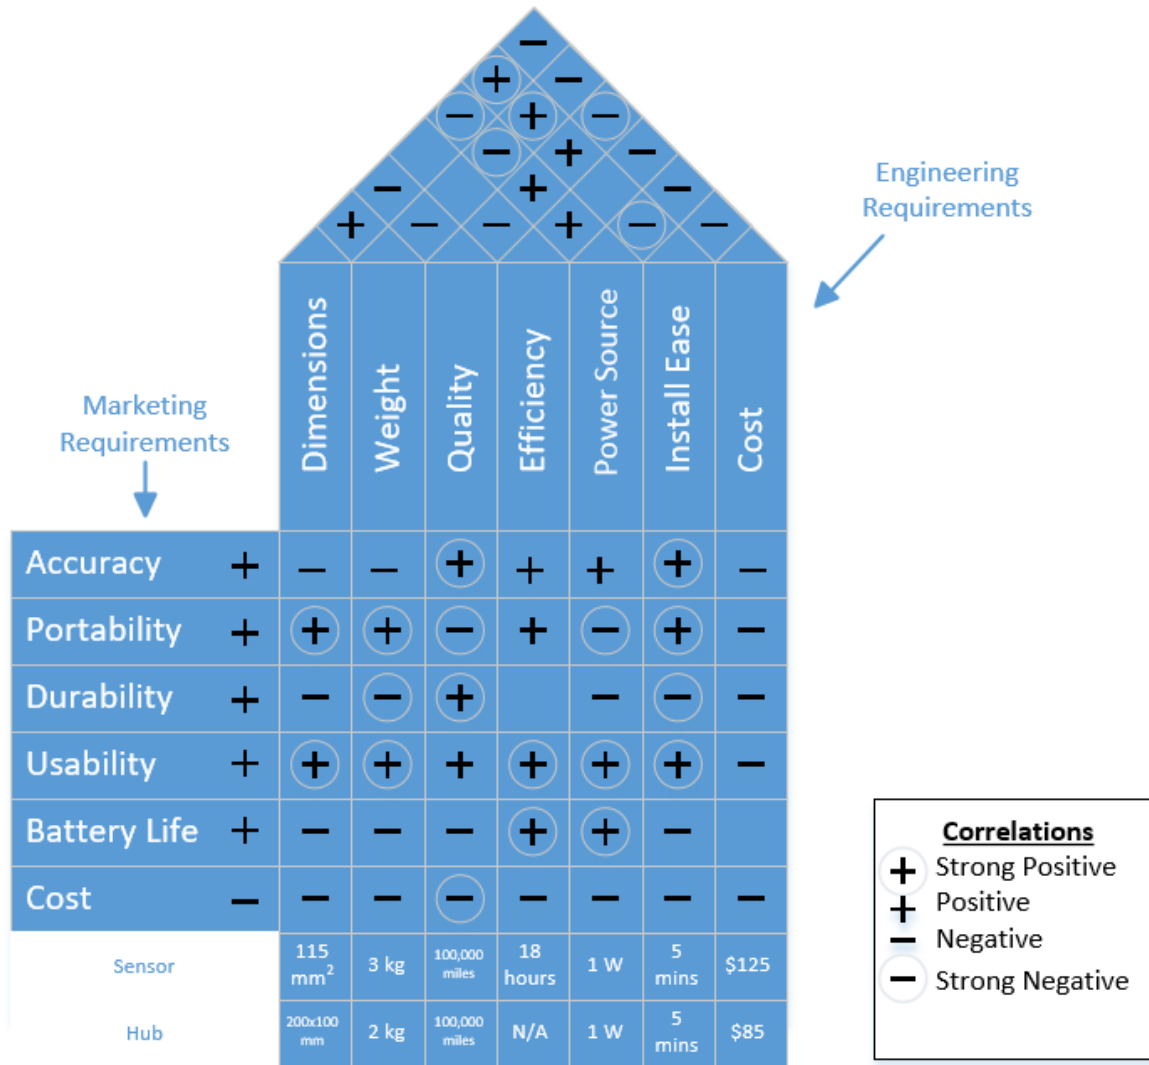 − 
+ −
− + −
− + −
− + −
+ − − + − −
Engineering
Requirements
Marketing
Requirements
Dimensions
Weight
Quality
Efficiency
Power Source
Install Ease
Cost
Accuracy + − − + + + + −
Portability + + + − + − + −
Durability + − − + − − −
Usability + + + + + + + −
Battery Life + − − − + + −
Cost − − − − − − − −
Sensor
115
mm²
3 kg
100,000
miles
18
hours
1 W
5
mins
$125
Hub
200x100
mm
2 kg
100,000
miles
N/A
1 W
5
mins
$85
Correlations
+ Strong Positive
+ Positive
− Negative
− Strong Negative